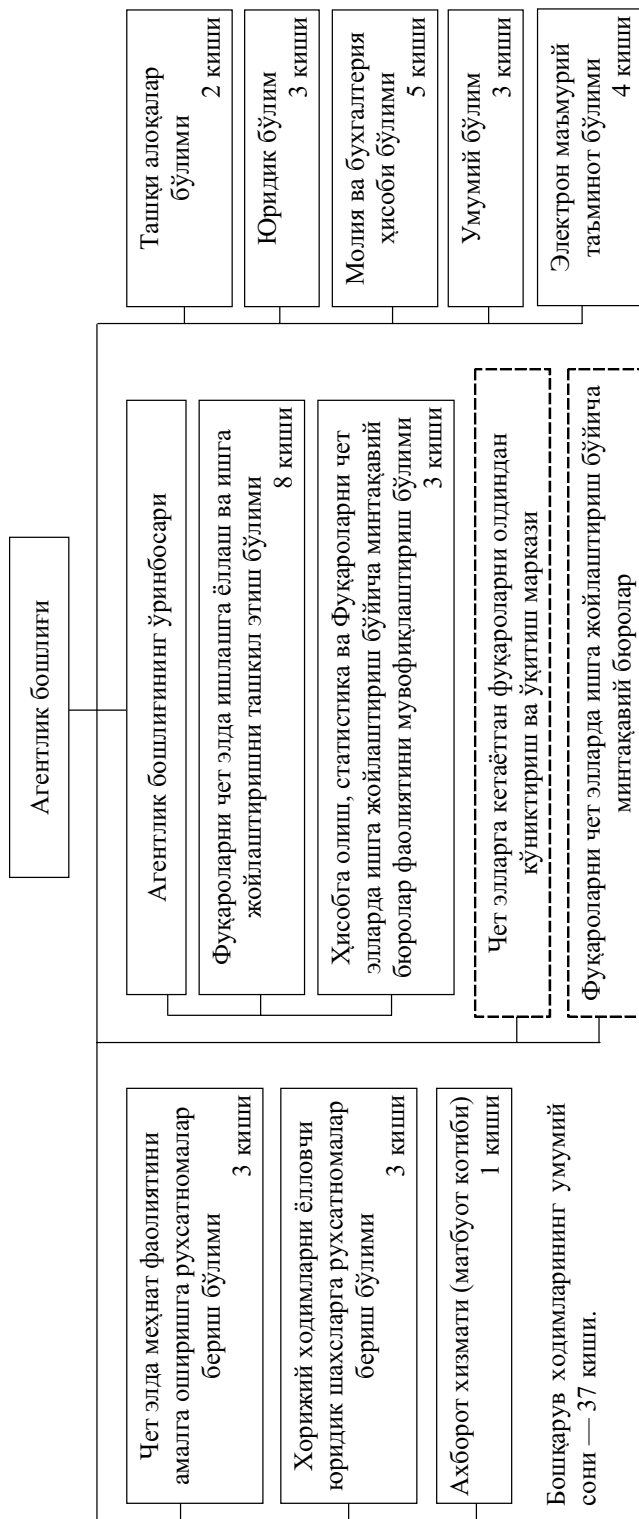 Агентлик бошлиғи
Чет элда меҳнат фаолиятини
амалга оширишга рухсатномалар
бериш бўлими
3 киши
Хорижий ходимларни ёлловчи
юридик шахсларга рухсатномалар
бериш бўлими
3 киши
Ахборот хизмати (матбуот котиби)
1 киши
Бошқарув ходимларининг умумий
сони — 37 киши.
Агентлик бошлиғининг ўринбосари
Фуқароларни чет элда ишлашга ёллаш ва ишга
жойлаштиришни ташкил этиш бўлими
8 киши
Ҳисобга олиш, статистика ва Фуқароларни чет
элларда ишга жойлаштириш бўйича минтақавий
бюролар фаолиятини мувофиқлаштириш бўлими
3 киши
Чет элларга кетаётган фуқароларни олдиндан
кўниктириш ва ўқитиш маркази
Фуқароларни чет элларда ишга жойлаштириш бўйича
минтақавий бюролар
Ташқи алоқалар
бўлими
2 киши
Юридик бўлим
3 киши
Молия ва бухгалтерия
ҳисоби бўлими
5 киши
Умумий бўлим
3 киши
Электрон маъмурий
таъминот бўлими
4 киши